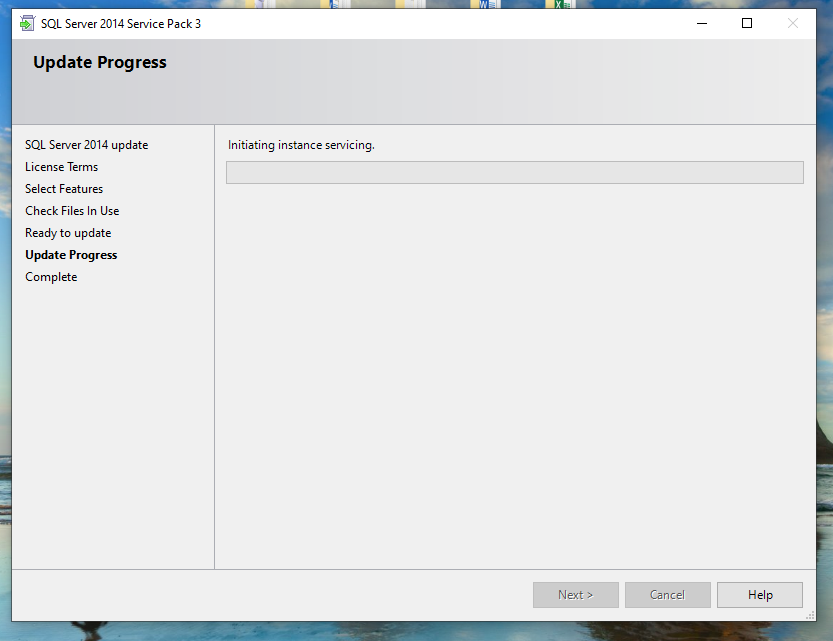 SQL Server 2014 Service Pack 3
Update Progress
SQL Server 2014 update
License Terms
Select Features
Check Files In Use
Ready to update
Update Progress
Complete
Initiating instance servicing.
Next >
Cancel
Help